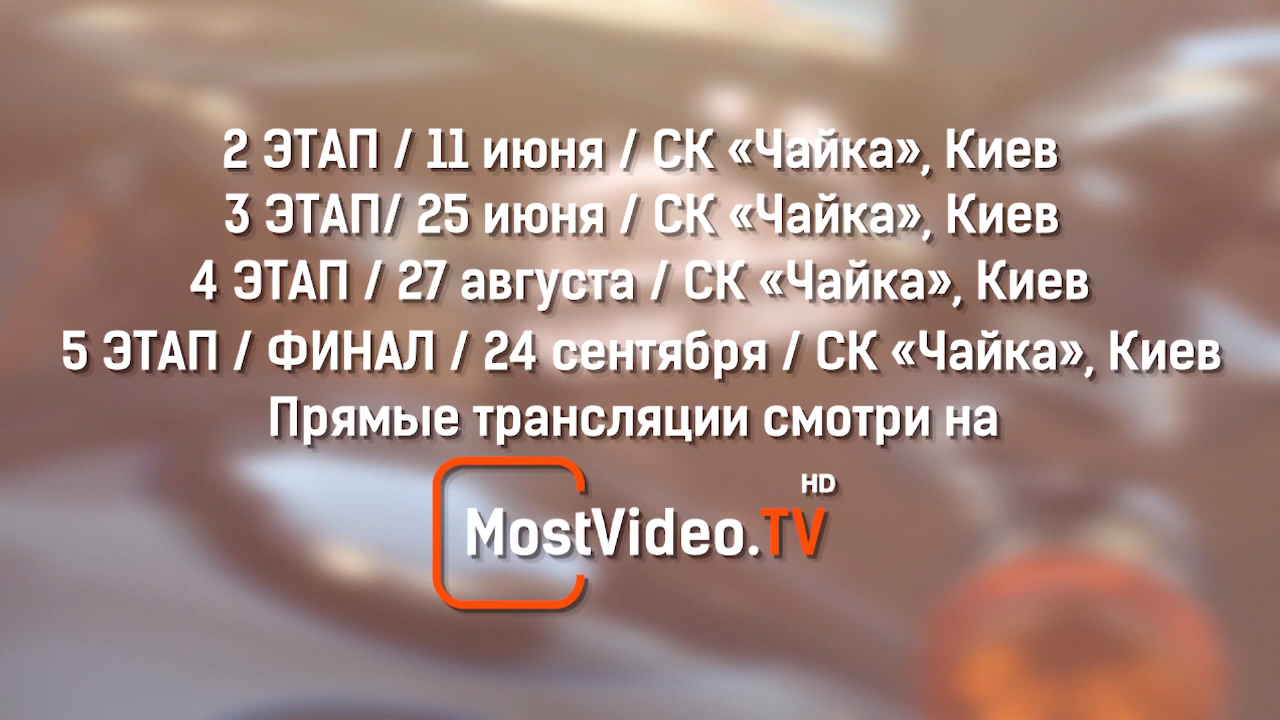 2 ЭТАП / 11 июня / СК «Чайка», Киев
3 ЭТАП/ 25 июня / СК «Чайка», Киев
4 ЭТАП / 27 августа / СК «Чайка», Киев
5 ЭТАП / ФИНАЛ / 24 сентября / СК «Чайка», Киев
Прямые трансляции смотри на
HD
MostVideo.TV